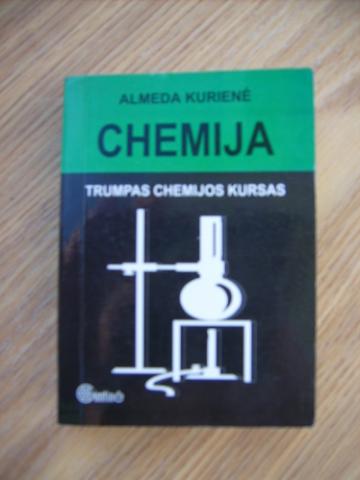 ALMEDA KURIENĖ
CHEMIJA
TRUMPAS CHEMIJOS KURSAS